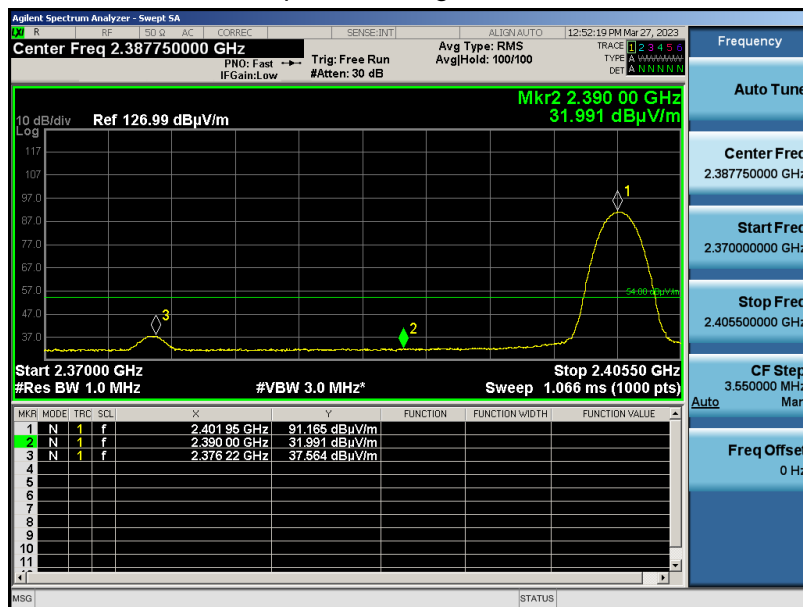 Agilent Spectrum Analyzer - Swept SA
LXI R RF 50 Ω AC CORREC SENSE:INT ALIGN AUTO 12:52:19 PM Mar 27, 2023
Center Freq 2.387750000 GHz
PNO: Fast
IFGain:Low
Trig: Free Run
#Atten: 30 dB
Avg Type: RMS
Avg|Hold: 100/100
TRACE 1 2 3 4 5 6
TYPE A WWWWW
DET A N N N N N
Mkr2 2.390 00 GHz
31.991 dBµV/m
10 dB/div Ref 126.99 dBµV/m
Log
117
107
97.0
87.0
77.0
67.0
57.0
47.0
37.0
1
54.00 dBµV/m
3
2
Start 2.37000 GHz Stop 2.40550 GHz
#Res BW 1.0 MHz #VBW 3.0 MHz* Sweep 1.066 ms (1000 pts)
MKR MODE TRC SCL X Y FUNCTION FUNCTION WIDTH FUNCTION VALUE
1 N 1 f 2.401 95 GHz 91.165 dBµV/m
2 N 1 f 2.390 00 GHz 31.991 dBµV/m
3 N 1 f 2.376 22 GHz 37.564 dBµV/m
4
5
6
7
8
9
10
11
MSG STATUS
Frequency
Auto Tune
Center Freq
2.387750000 GHz
Start Freq
2.370000000 GHz
Stop Freq
2.405500000 GHz
CF Step
3.550000 MHz
Auto Man
Freq Offset
0 Hz